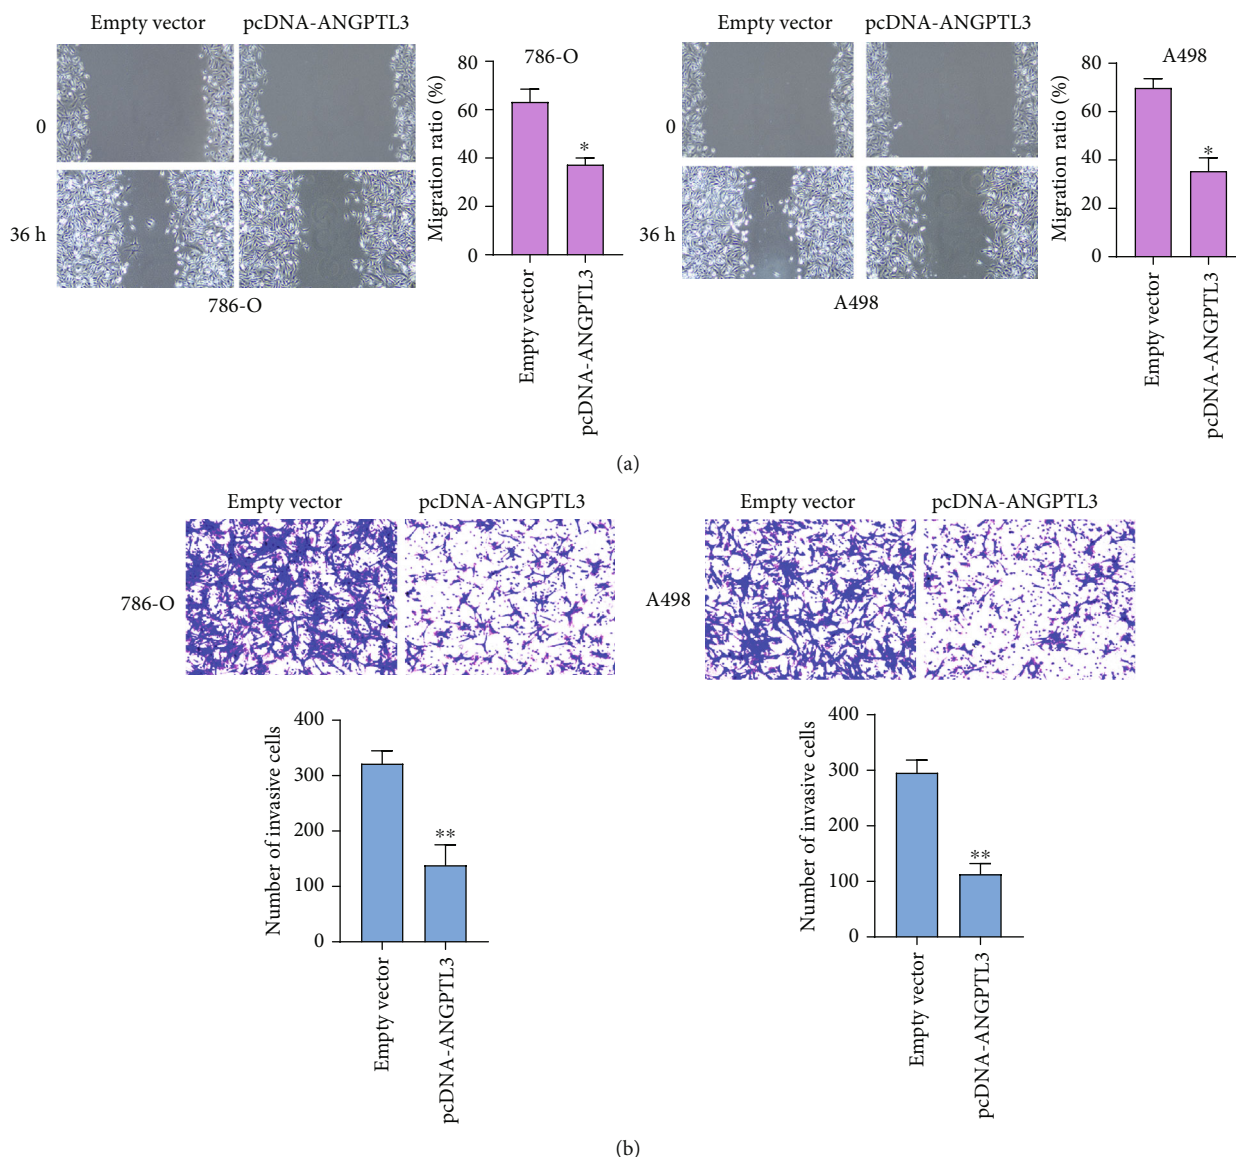 Empty vector
pcDNA-ANGPTL3
0
36 h
786-O
786-O
Migration ratio (%)
80
60
40
20
0
*
Empty vector
pcDNA-ANGPTL3
Empty vector
pcDNA-ANGPTL3
0
36 h
A498
A498
Migration ratio (%)
80
60
40
20
0
*
Empty vector
pcDNA-ANGPTL3
(a)
Empty vector
pcDNA-ANGPTL3
786-O
Empty vector
pcDNA-ANGPTL3
A498
Number of invasive cells
400
300
200
100
0
**
Empty vector
pcDNA-ANGPTL3
Number of invasive cells
400
300
200
100
0
**
Empty vector
pcDNA-ANGPTL3
(b)